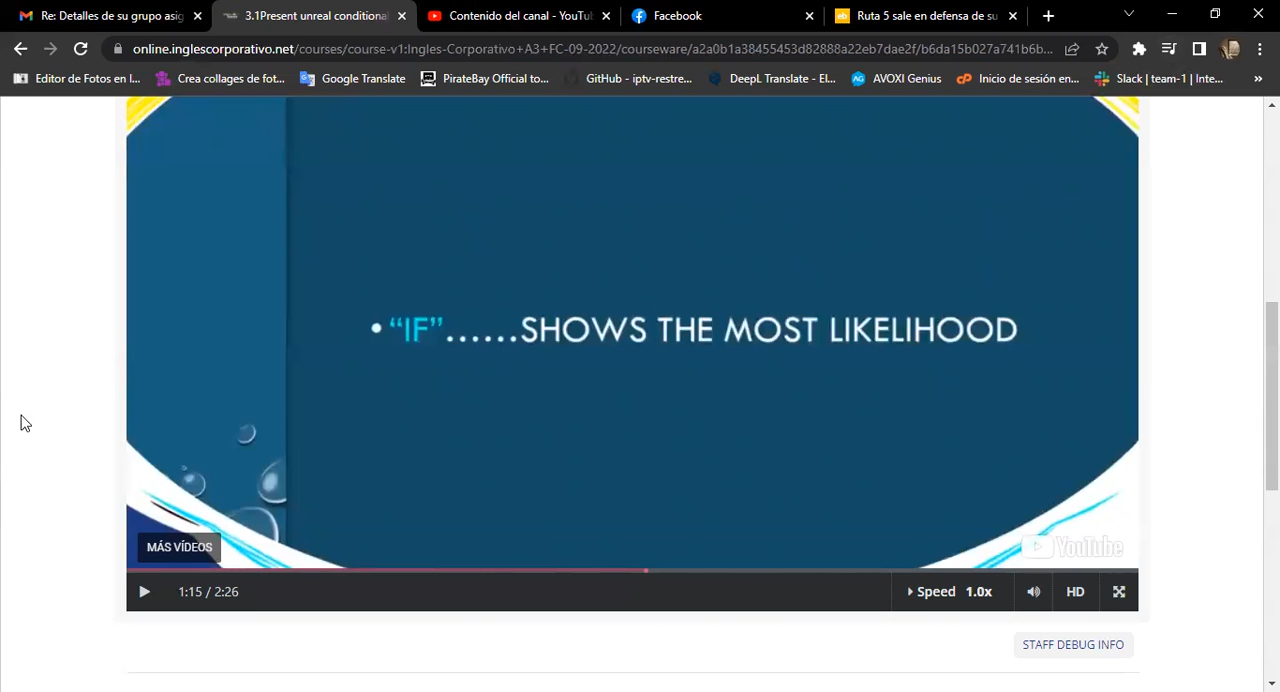 Re: Detalles de su grupo asig
3.1Present unreal conditional
Contenido del canal - YouTu
Facebook
Ruta 5 sale en defensa de su
online.inglescorporativo.net/courses/course-v1:Ingles-Corporativo+A3+FC-09-2022/courseware/a2a0b1a38455453d82888a22eb7dae2f/b6da15b027a741b6b...
Editor de Fotos en l...
Crea collages de fot...
Google Translate
PirateBay Official to...
GitHub - iptv-restre...
DeepL Translate - El...
AVOXI Genius
Inicio de sesión en...
Slack | team-1 | Inte...
»
• “IF”......SHOWS THE MOST LIKELIHOOD
MÁS VÍDEOS
YouTube
1:15 / 2:26
Speed 1.0x
HD
STAFF DEBUG INFO